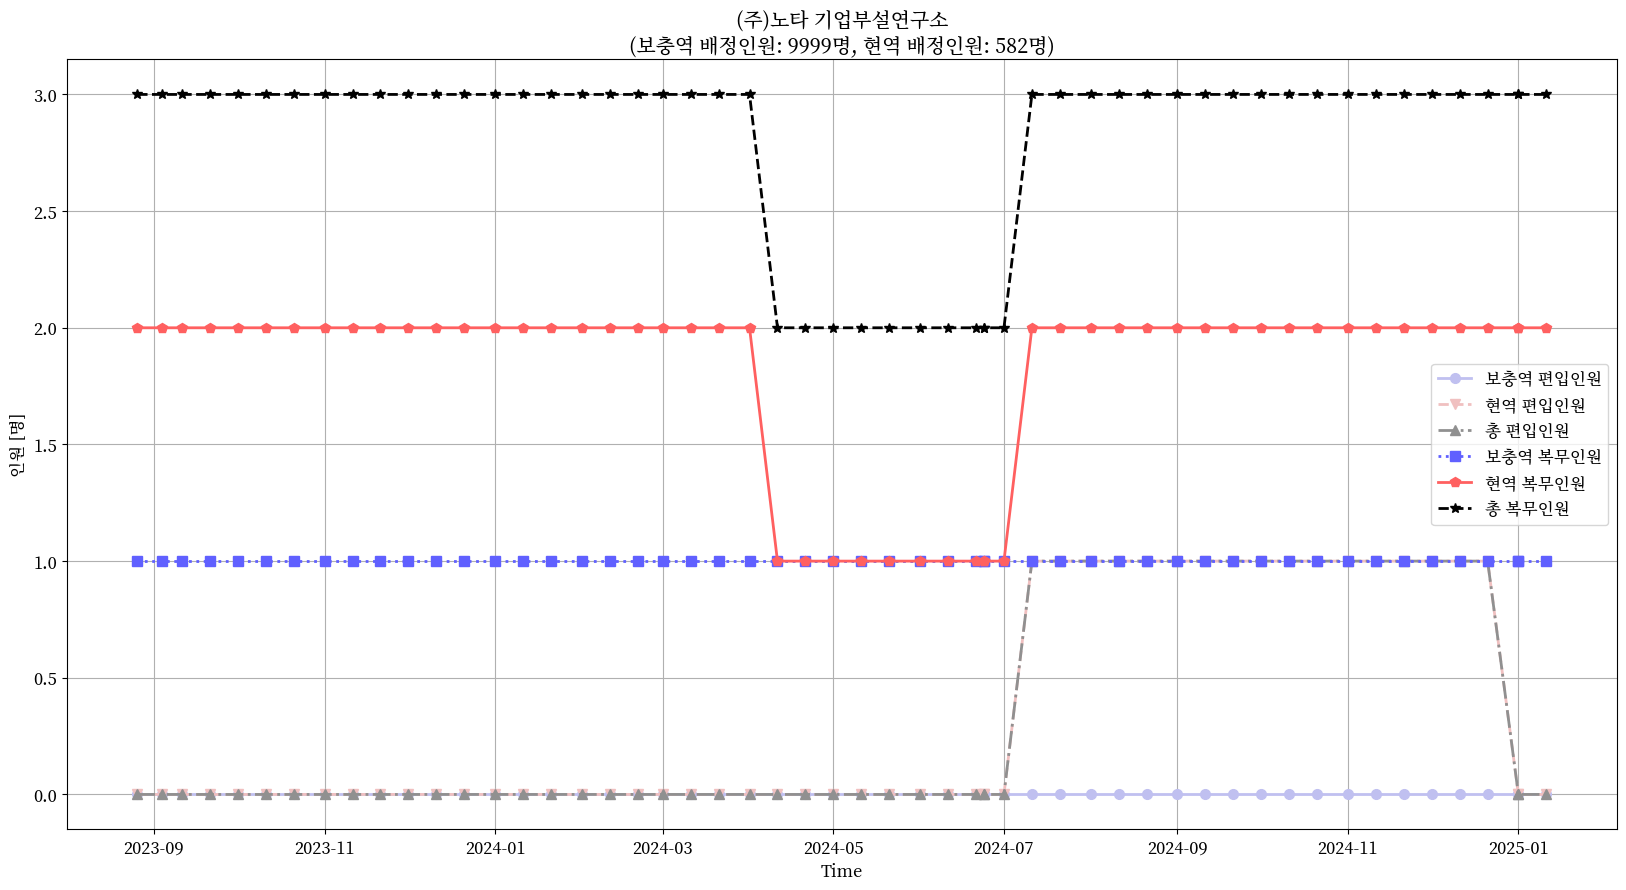 (주)노타 기업부설연구소
(보충역 배정인원: 9999명, 현역 배정인원: 582명)
인원 [명]
3.0
2.5
2.0
1.5
1.0
0.5
0.0
보충역 편입인원
현역 편입인원
총 편입인원
보충역 복무인원
현역 복무인원
총 복무인원
2023-09 2023-11 2024-01 2024-03 2024-05 2024-07 2024-09 2024-11 2025-01
Time